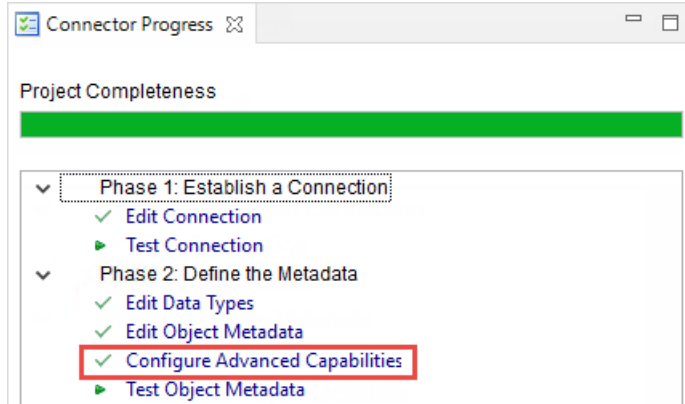 Connector Progress
Project Completeness
Phase 1: Establish a Connection
Edit Connection
Test Connection
Phase 2: Define the Metadata
Edit Data Types
Edit Object Metadata
Configure Advanced Capabilities
Test Object Metadata